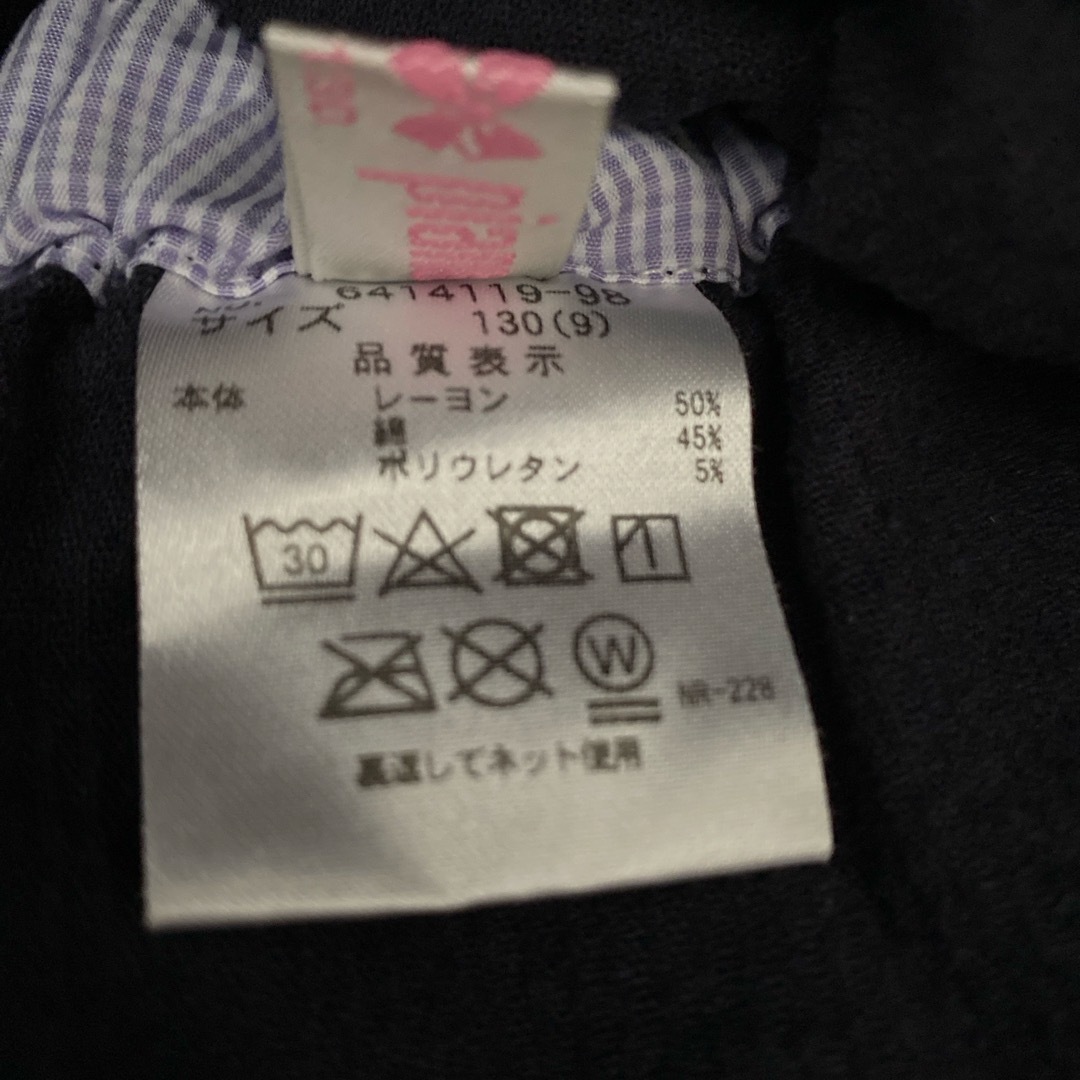 130
6414119-98
サイズ 130(9)
品質表示
本体 レーヨン 50%
綿 45%
ポリウレタン 5%
30
W
NR-228
裏返してネット使用